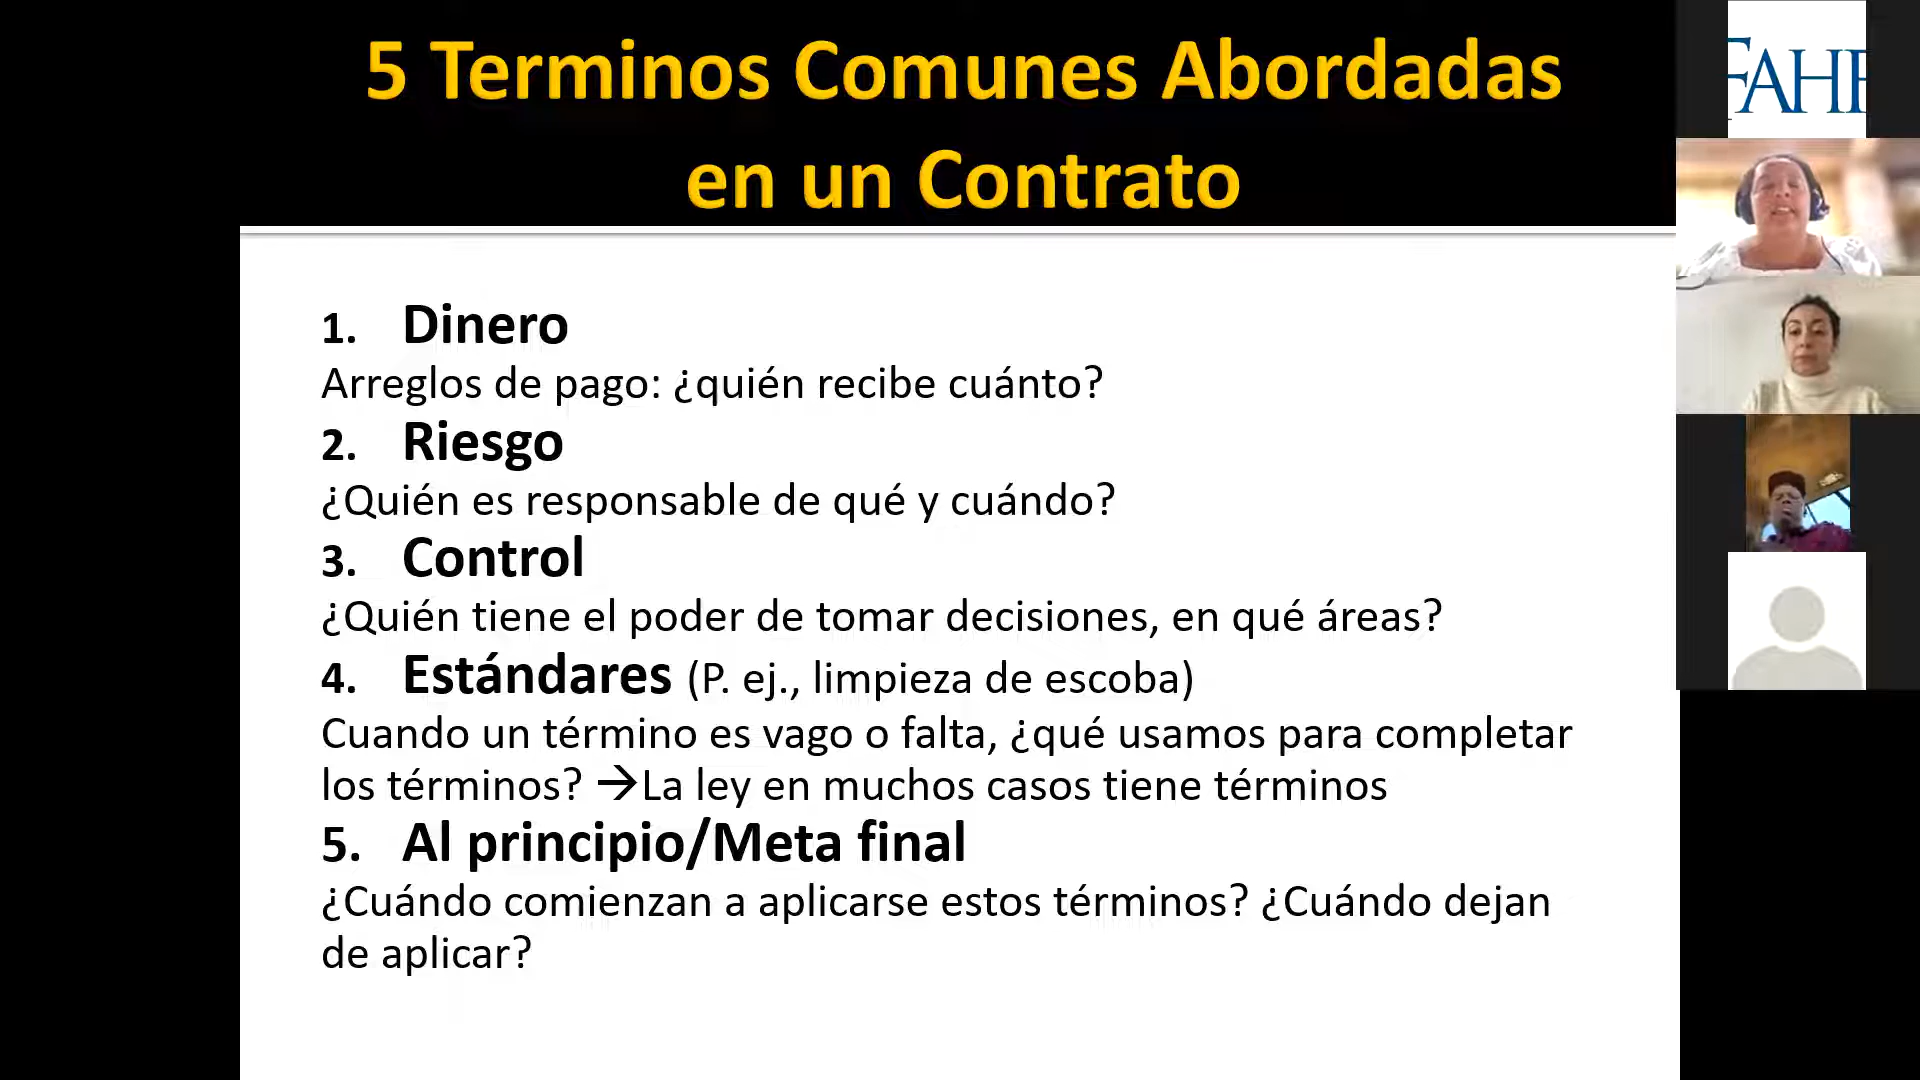 5 Terminos Comunes Abordadas
en un Contrato
1. Dinero
Arreglos de pago: ¿quién recibe cuánto?
2. Riesgo
¿Quién es responsable de qué y cuándo?
3. Control
¿Quién tiene el poder de tomar decisiones, en qué áreas?
4. Estándares (P. ej., limpieza de escoba)
Cuando un término es vago o falta, ¿qué usamos para completar
los términos? →La ley en muchos casos tiene términos
5. Al principio/Meta final
¿Cuándo comienzan a aplicarse estos términos? ¿Cuándo dejan
de aplicar?